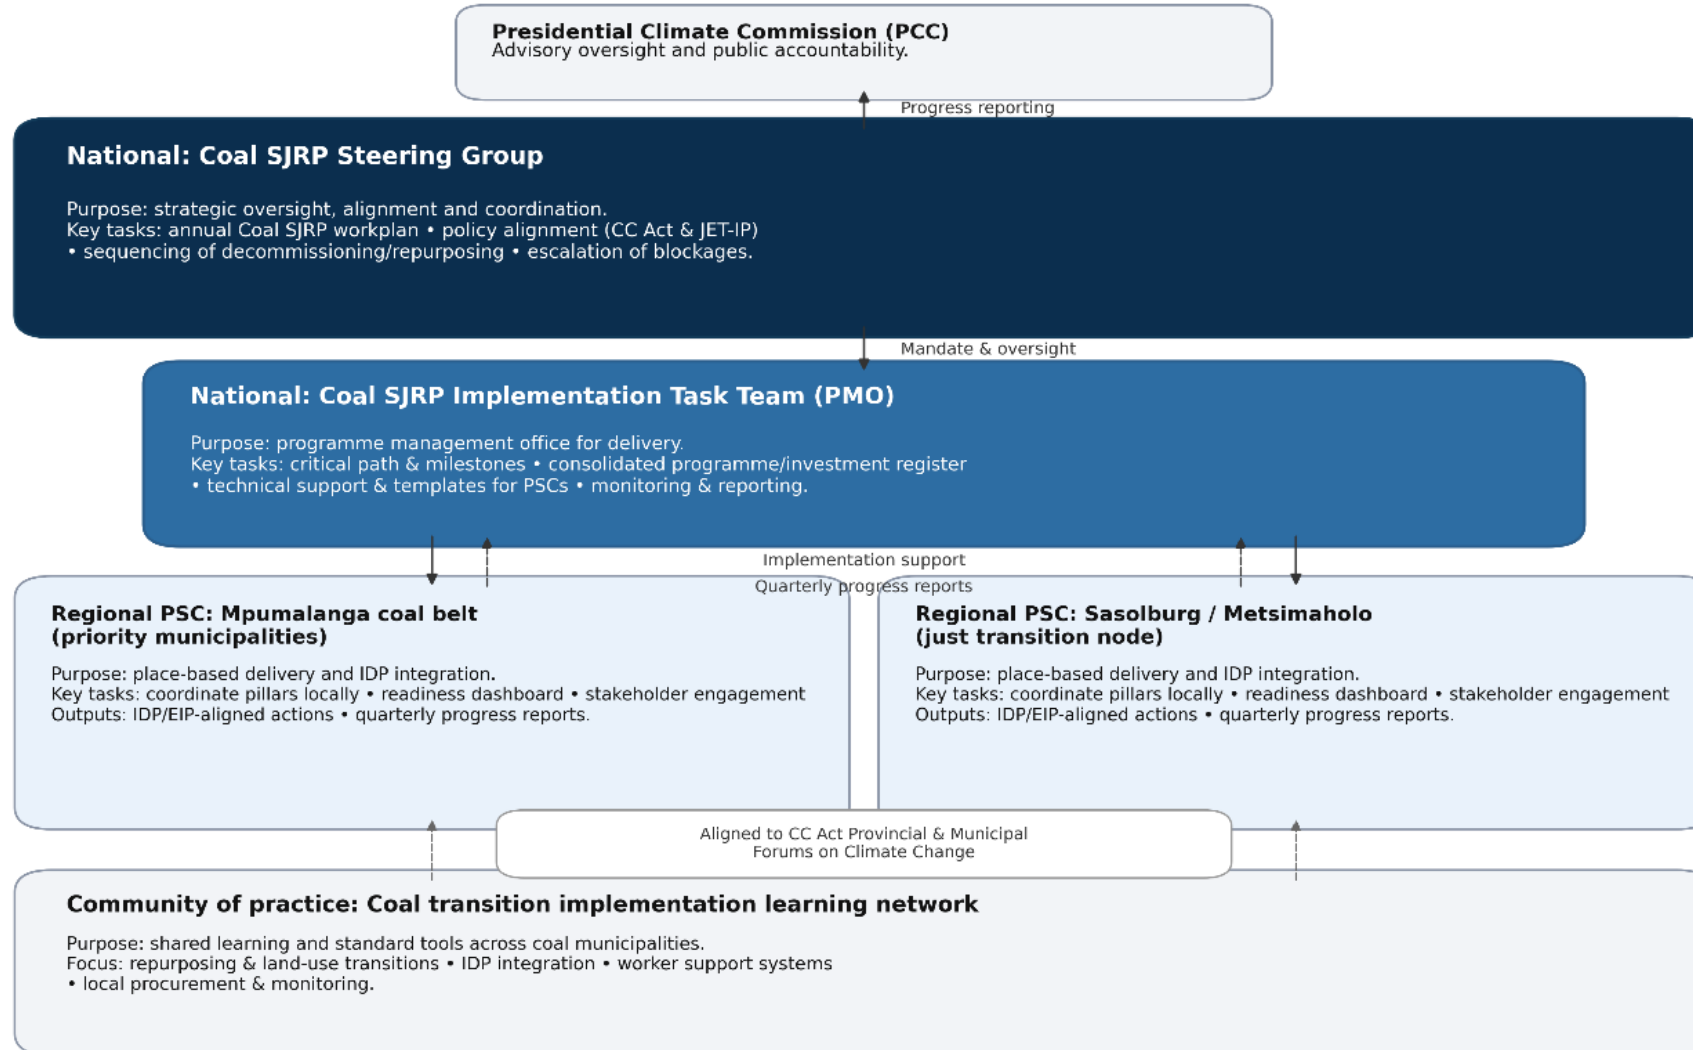 Presidential Climate Commission (PCC)
Advisory oversight and public accountability.
Progress reporting
National: Coal SJRP Steering Group
Purpose: strategic oversight, alignment and coordination.
Key tasks: annual Coal SJRP workplan • policy alignment (CC Act & JET-IP)
• sequencing of decommissioning/repurposing • escalation of blockages.
Mandate & oversight
National: Coal SJRP Implementation Task Team (PMO)
Purpose: programme management office for delivery.
Key tasks: critical path & milestones • consolidated programme/investment register
• technical support & templates for PSCs • monitoring & reporting.
Implementation support
Quarterly progress reports
Regional PSC: Mpumalanga coal belt
(priority municipalities)
Purpose: place-based delivery and IDP integration.
Key tasks: coordinate pillars locally • readiness dashboard • stakeholder engagement
Outputs: IDP/EIP-aligned actions • quarterly progress reports.
Regional PSC: Sasolburg / Metsimaholo
(just transition node)
Purpose: place-based delivery and IDP integration.
Key tasks: coordinate pillars locally • readiness dashboard • stakeholder engagement
Outputs: IDP/EIP-aligned actions • quarterly progress reports.
Aligned to CC Act Provincial & Municipal
Forums on Climate Change
Community of practice: Coal transition implementation learning network
Purpose: shared learning and standard tools across coal municipalities.
Focus: repurposing & land-use transitions • IDP integration • worker support systems
• local procurement & monitoring.